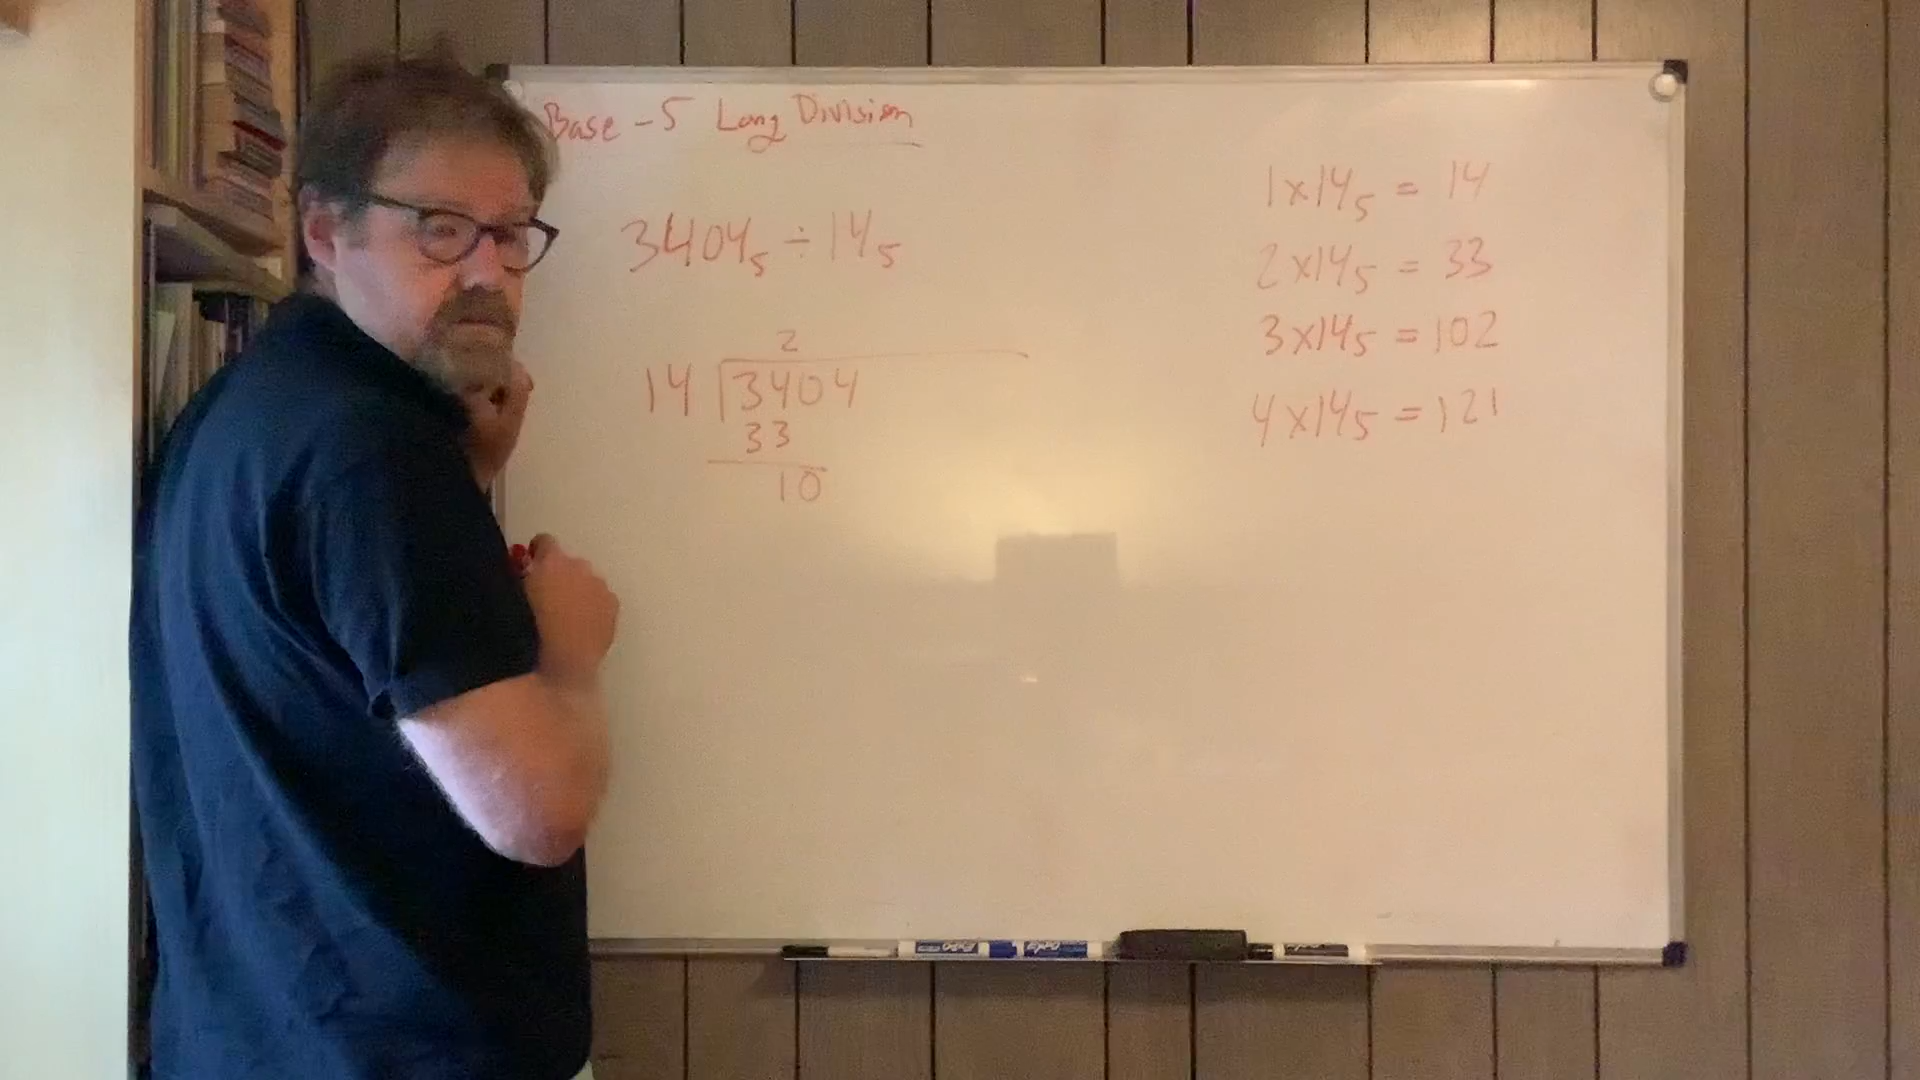 Base-5 Long Division
3404₅ ÷ 14₅
2
14 3404
33
10
1×14₅ = 14
2×14₅ = 33
3×14₅ = 102
4×14₅ = 121